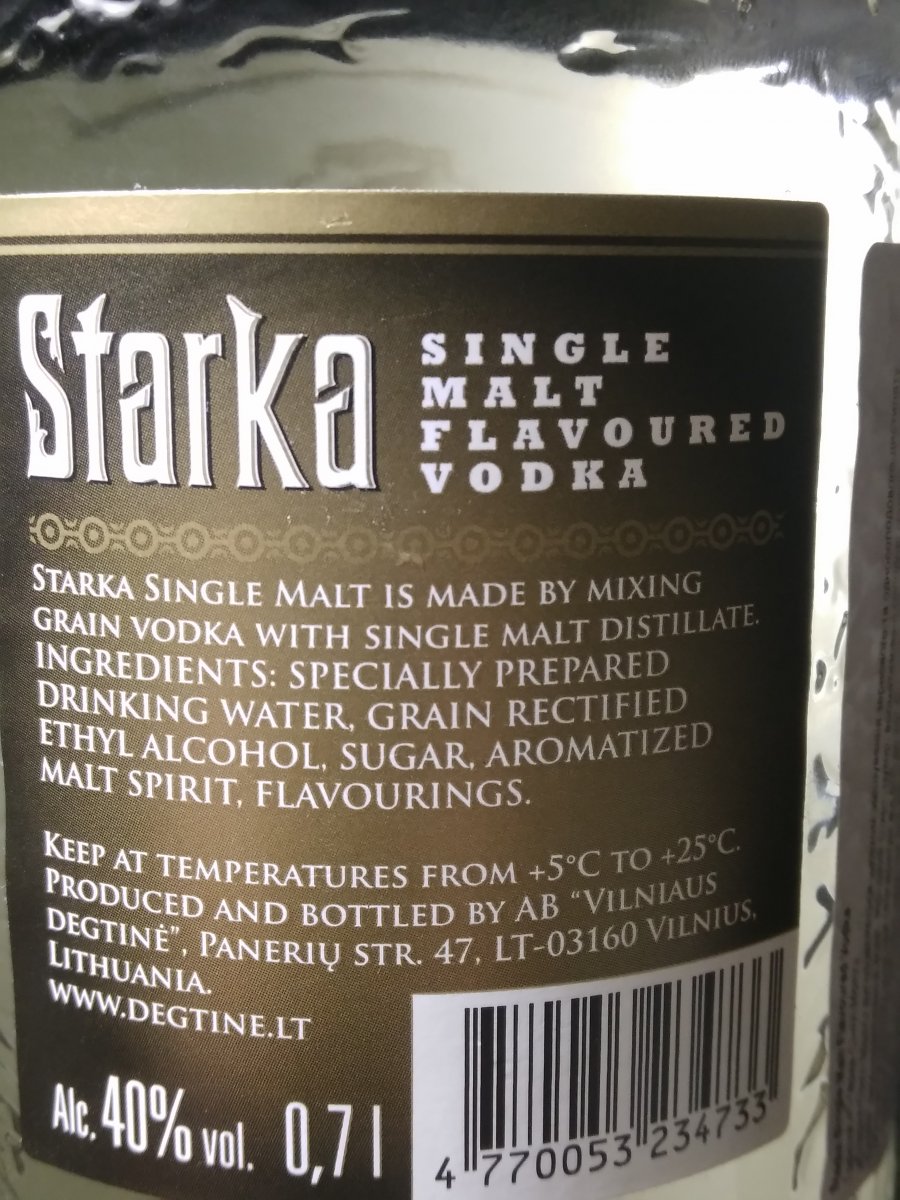 Starka
SINGLE
MALT
FLAVOURED
VODKA
STARKA SINGLE MALT IS MADE BY MIXING
GRAIN VODKA WITH SINGLE MALT DISTILLATE.
INGREDIENTS: SPECIALLY PREPARED
DRINKING WATER, GRAIN RECTIFIED
ETHYL ALCOHOL, SUGAR, AROMATIZED
MALT SPIRIT, FLAVOURINGS.
KEEP AT TEMPERATURES FROM +5°C TO +25°C.
PRODUCED AND BOTTLED BY AB “VILNIAUS
DEGTINĖ”, PANERIŲ STR. 47, LT-03160 VILNIUS,
LITHUANIA.
WWW.DEGTINE.LT
Alc. 40% vol. 0,7 l
4 770053 234733